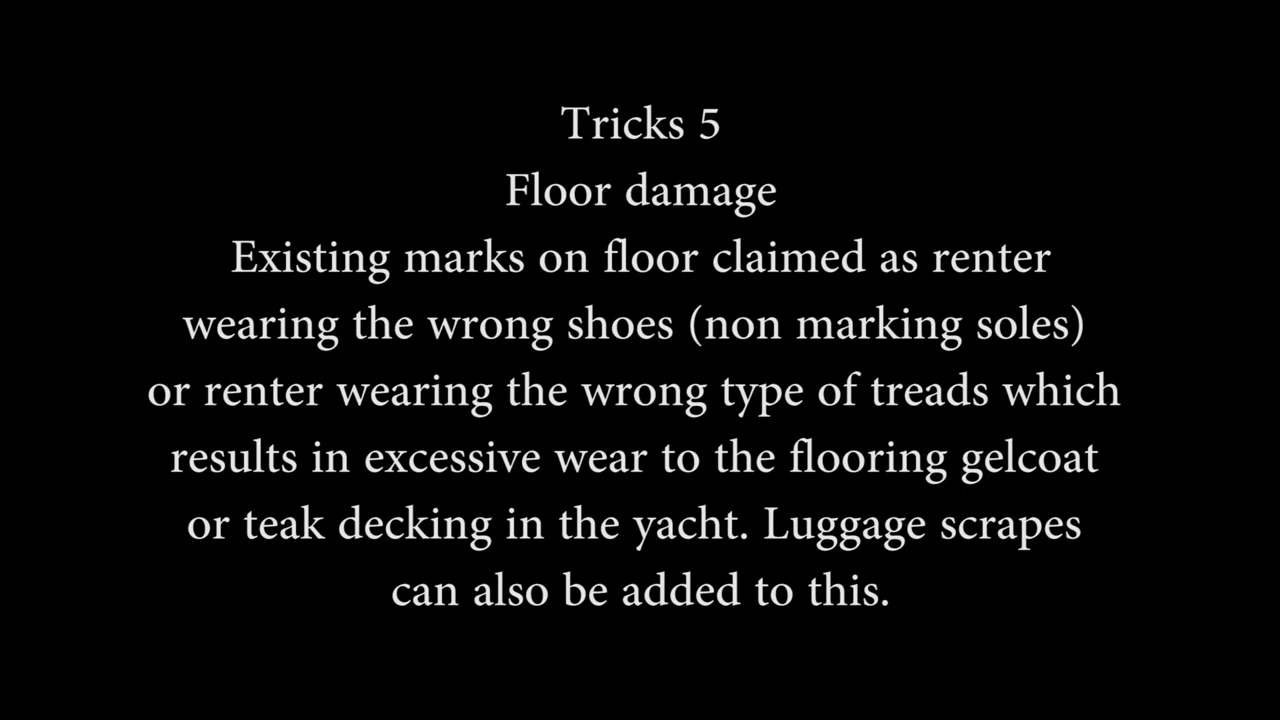 Tricks 5
Floor damage
Existing marks on floor claimed as renter
wearing the wrong shoes (non marking soles)
or renter wearing the wrong type of treads which
results in excessive wear to the flooring gelcoat
or teak decking in the yacht. Luggage scrapes
can also be added to this.